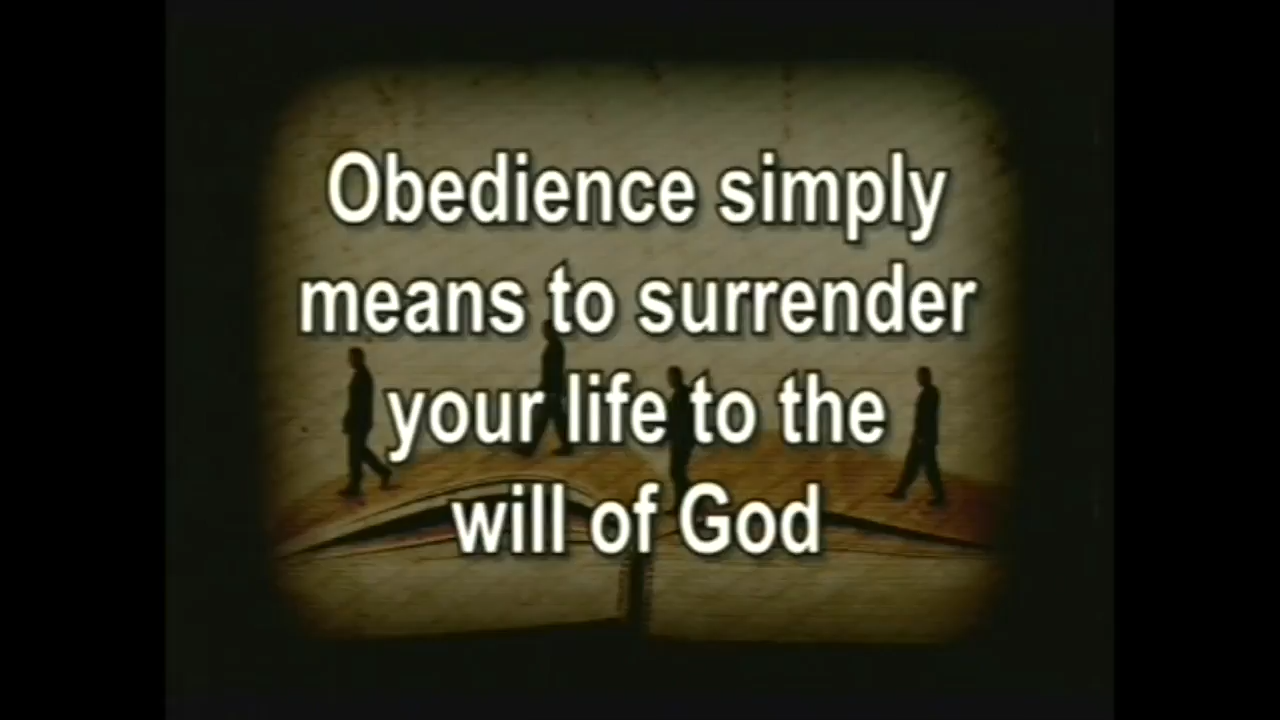 Obedience simply
means to surrender
your life to the
will of God